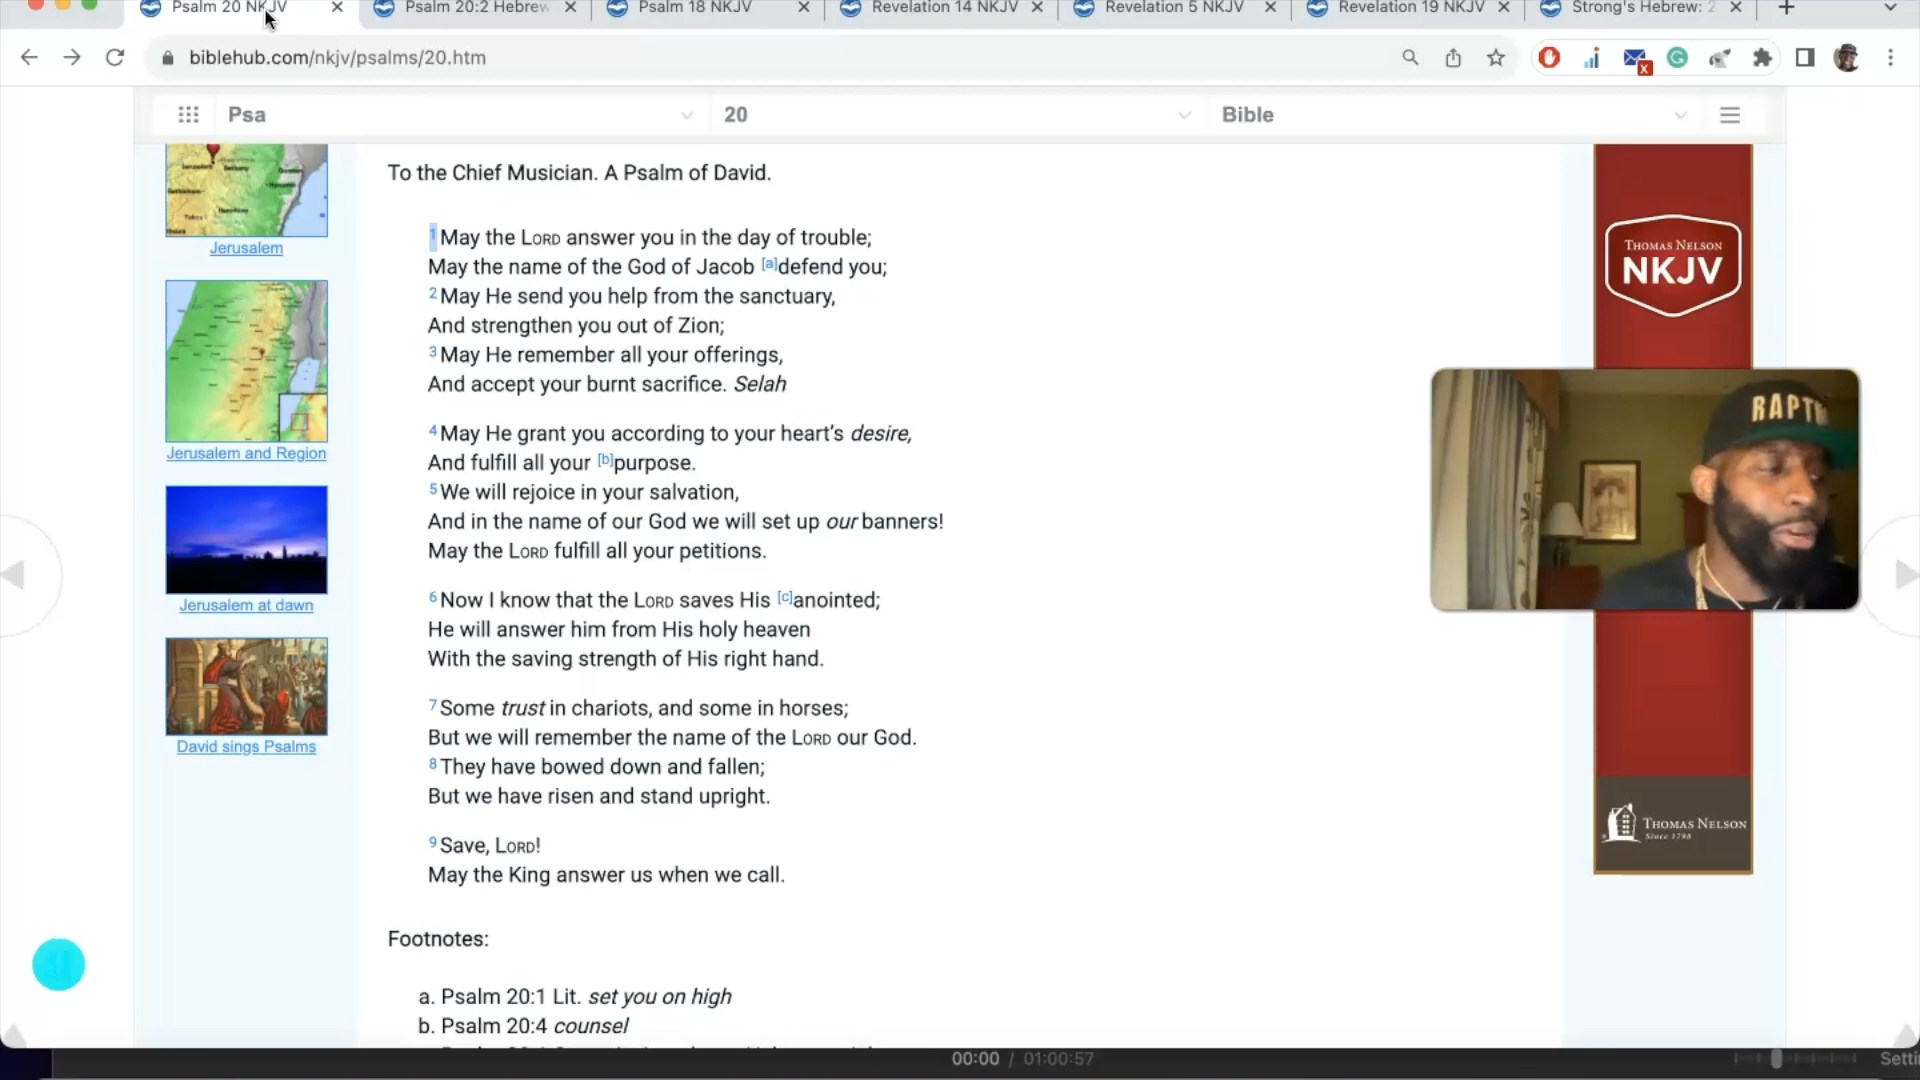 Psalm 20 NKJV
Psalm 20:2 Hebrew
Psalm 18 NKJV
Revelation 14 NKJV
Revelation 5 NKJV
Revelation 19 NKJV
Strong's Hebrew: 2
biblehub.com/nkjv/psalms/20.htm
Psa
20
Bible
Jerusalem
Jerusalem and Region
Jerusalem at dawn
David sings Psalms
To the Chief Musician. A Psalm of David.
1 May the LORD answer you in the day of trouble;
May the name of the God of Jacob [a]defend you;
2 May He send you help from the sanctuary,
And strengthen you out of Zion;
3 May He remember all your offerings,
And accept your burnt sacrifice. Selah
4 May He grant you according to your heart’s desire,
And fulfill all your [b]purpose.
5 We will rejoice in your salvation,
And in the name of our God we will set up our banners!
May the LORD fulfill all your petitions.
6 Now I know that the LORD saves His [c]anointed;
He will answer him from His holy heaven
With the saving strength of His right hand.
7 Some trust in chariots, and some in horses;
But we will remember the name of the LORD our God.
8 They have bowed down and fallen;
But we have risen and stand upright.
9 Save, LORD!
May the King answer us when we call.
Footnotes:
a. Psalm 20:1 Lit. set you on high
b. Psalm 20:4 counsel
THOMAS NELSON
NKJV
RAPT
THOMAS NELSON
Since 1798
00:00 / 01:00:57
Setti